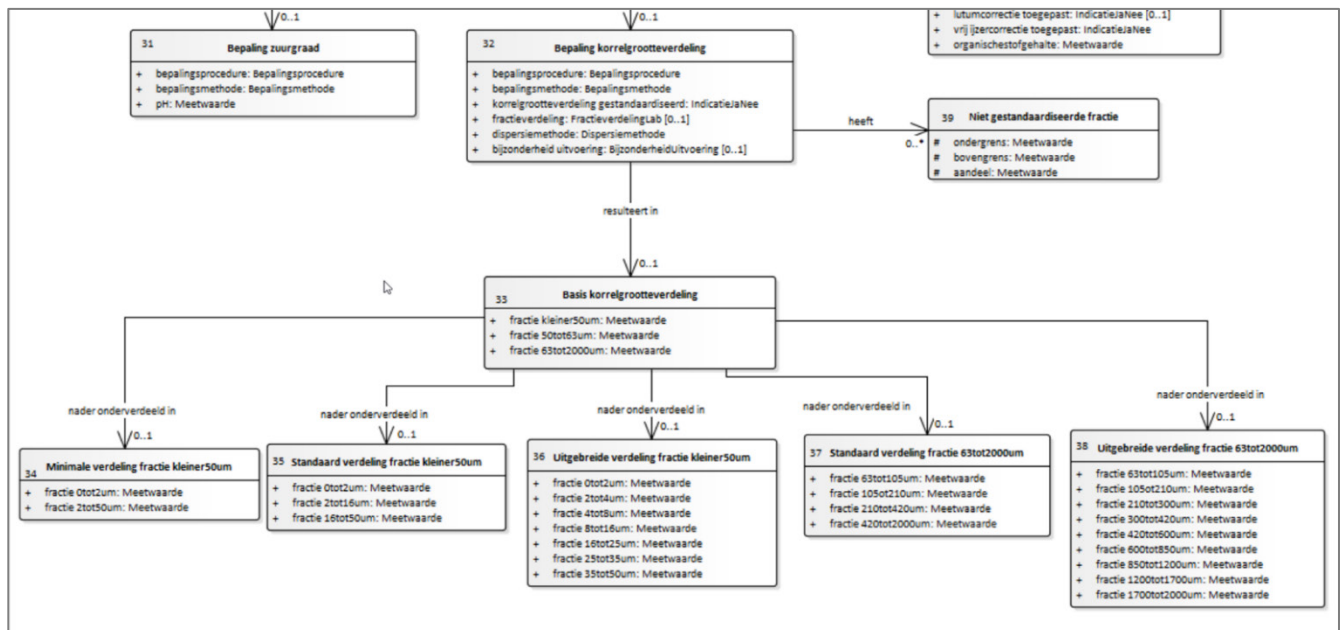 0..1
0..1
+ lutumcorrectie toegepast: IndicatieJaNee [0..1]
+ vrij ijzercorrectie toegepast: IndicatieJaNee
+ organischestofgehalte: Meetwaarde
31 Bepaling zuurgraad
+ bepalingsprocedure: Bepalingsprocedure
+ bepalingsmethode: Bepalingsmethode
+ pH: Meetwaarde
32 Bepaling korrelgrootteverdeling
+ bepalingsprocedure: Bepalingsprocedure
+ bepalingsmethode: Bepalingsmethode
+ korrelgrootteverdeling gestandaardiseerd: IndicatieJaNee
+ fractieverdeling: FractieverdelingLab [0..1]
+ dispersiemethode: Dispersiemethode
+ bijzonderheid uitvoering: BijzonderheidUitvoering [0..1]
heeft
0..*
39 Niet gestandaardiseerde fractie
# ondergrens: Meetwaarde
# bovengrens: Meetwaarde
# aandeel: Meetwaarde
resulteert in
0..1
33 Basis korrelgrootteverdeling
+ fractie kleiner50um: Meetwaarde
+ fractie 50tot63um: Meetwaarde
+ fractie 63tot2000um: Meetwaarde
nader onderverdeeld in
0..1
nader onderverdeeld in
0..1
nader onderverdeeld in
0..1
nader onderverdeeld in
0..1
nader onderverdeeld in
0..1
34 Minimale verdeling fractie kleiner50um
+ fractie 0tot2um: Meetwaarde
+ fractie 2tot50um: Meetwaarde
35 Standaard verdeling fractie kleiner50um
+ fractie 0tot2um: Meetwaarde
+ fractie 2tot16um: Meetwaarde
+ fractie 16tot50um: Meetwaarde
36 Uitgebreide verdeling fractie kleiner50um
+ fractie 0tot2um: Meetwaarde
+ fractie 2tot4um: Meetwaarde
+ fractie 4tot8um: Meetwaarde
+ fractie 8tot16um: Meetwaarde
+ fractie 16tot25um: Meetwaarde
+ fractie 25tot35um: Meetwaarde
+ fractie 35tot50um: Meetwaarde
37 Standaard verdeling fractie 63tot2000um
+ fractie 63tot105um: Meetwaarde
+ fractie 105ot210um: Meetwaarde
+ fractie 210tot420um: Meetwaarde
+ fractie 420tot2000um: Meetwaarde
38 Uitgebreide verdeling fractie 63tot2000um
+ fractie 63tot105um: Meetwaarde
+ fractie 105ot210um: Meetwaarde
+ fractie 210tot300um: Meetwaarde
+ fractie 300tot420um: Meetwaarde
+ fractie 420tot600um: Meetwaarde
+ fractie 600tot850um: Meetwaarde
+ fractie 850tot1200um: Meetwaarde
+ fractie 1200tot1700um: Meetwaarde
+ fractie 1700tot2000um: Meetwaarde